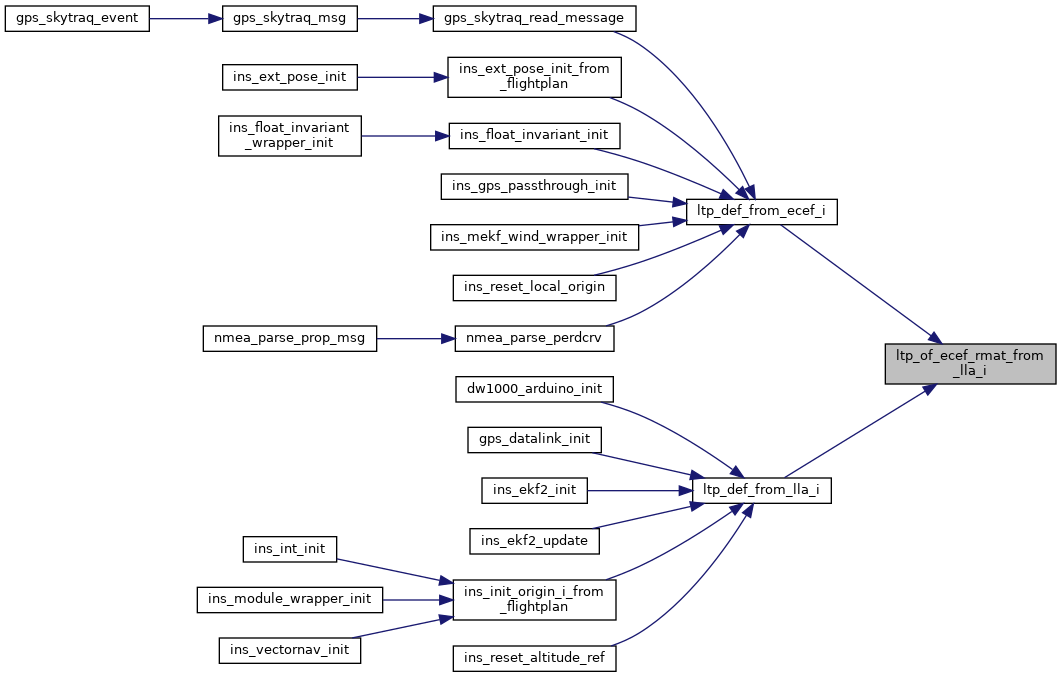 gps_skytraq_event
gps_skytraq_msg
gps_skytraq_read_message
ins_ext_pose_init
ins_ext_pose_init_from
_flightplan
ins_float_invariant
_wrapper_init
ins_float_invariant_init
ins_gps_passthrough_init
ltp_def_from_ecef_i
ins_mekf_wind_wrapper_init
ins_reset_local_origin
nmea_parse_prop_msg
nmea_parse_perdcrv
ltp_of_ecef_rmat_from
_lla_i
dw1000_arduino_init
gps_datalink_init
ins_ekf2_init
ltp_def_from_lla_i
ins_ekf2_update
ins_int_init
ins_module_wrapper_init
ins_init_origin_i_from
_flightplan
ins_vectornav_init
ins_reset_altitude_ref